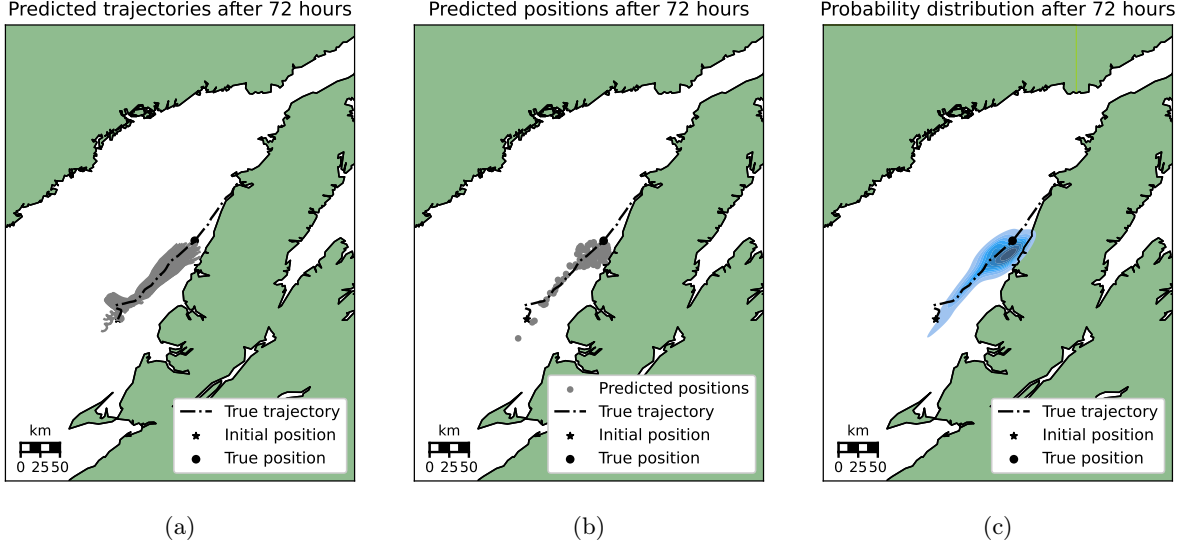 Predicted trajectories after 72 hours
Predicted positions after 72 hours
Probability distribution after 72 hours
True trajectory
Initial position
True position
km
0 25 50
Predicted positions
True trajectory
Initial position
True position
km
0 25 50
True trajectory
Initial position
True position
km
0 25 50
(a)
(b)
(c)